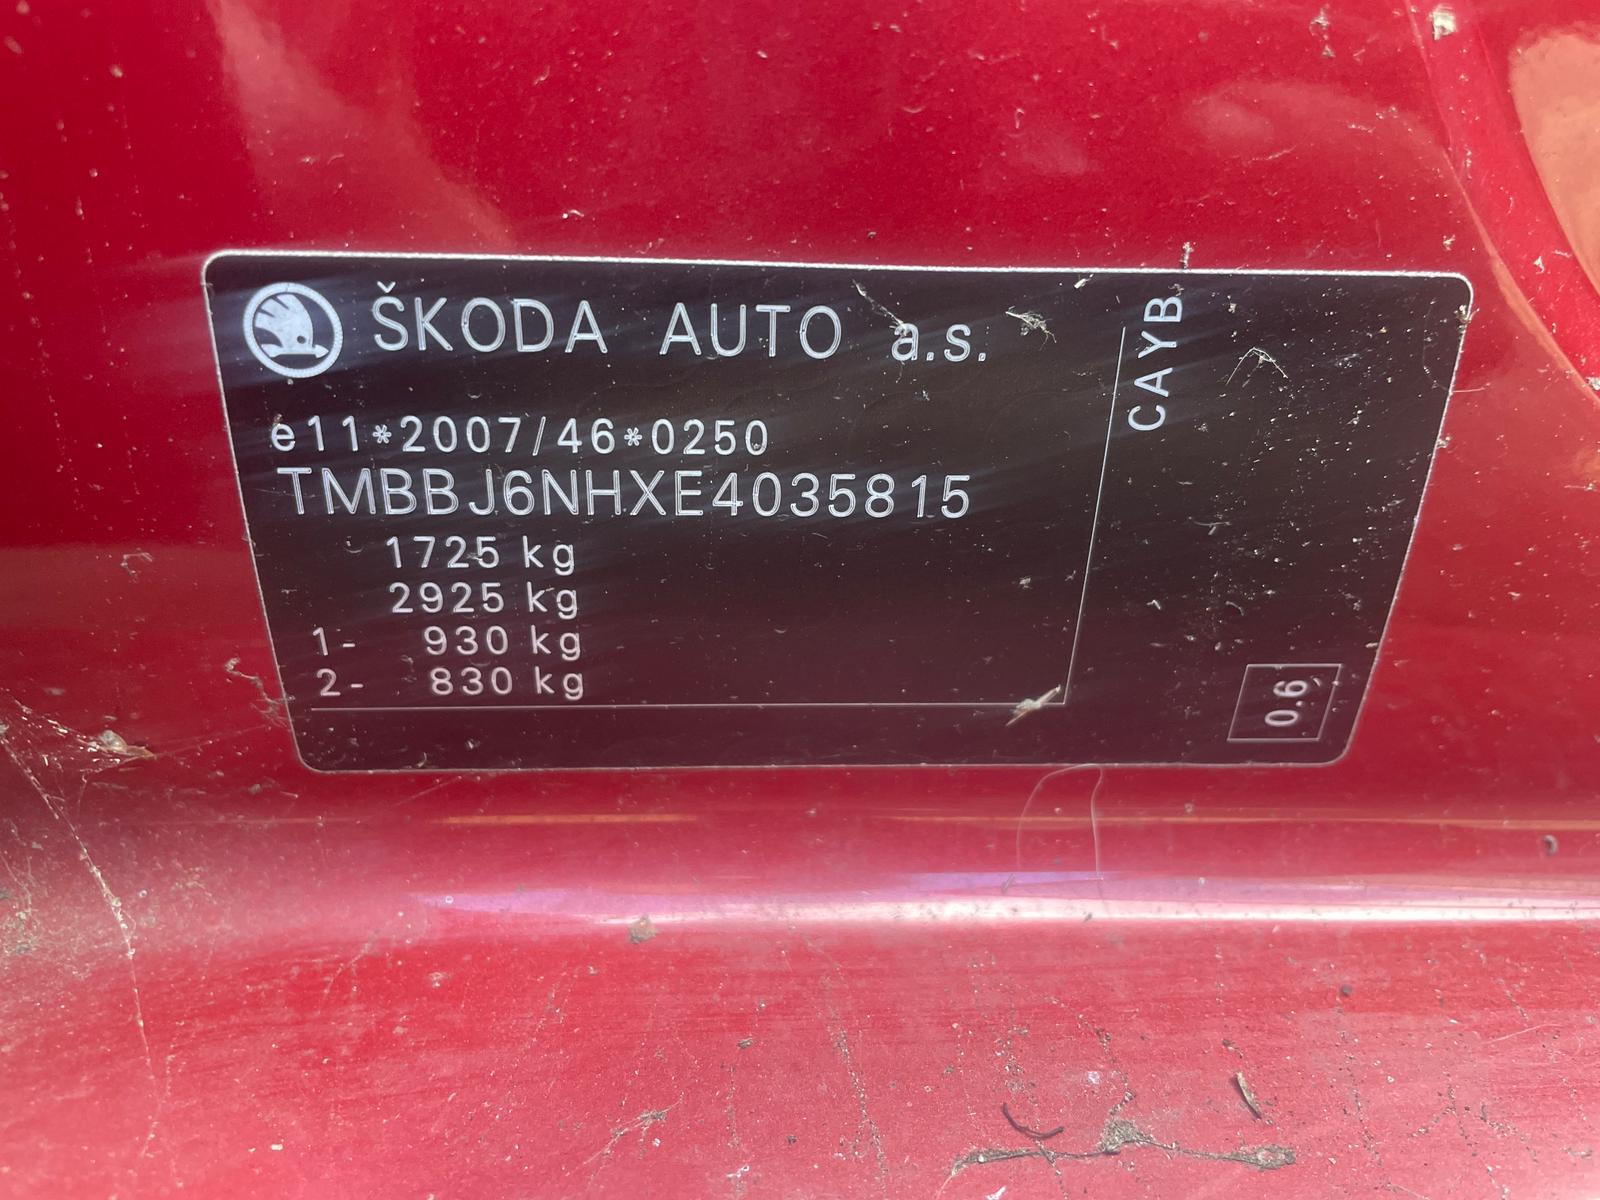 ŠKODA AUTO a.s.
e11*2007/46*0250
TMBBJ6NHXE4035815
1725 kg
2925 kg
1- 930 kg
2- 830 kg
CAYB
0.6